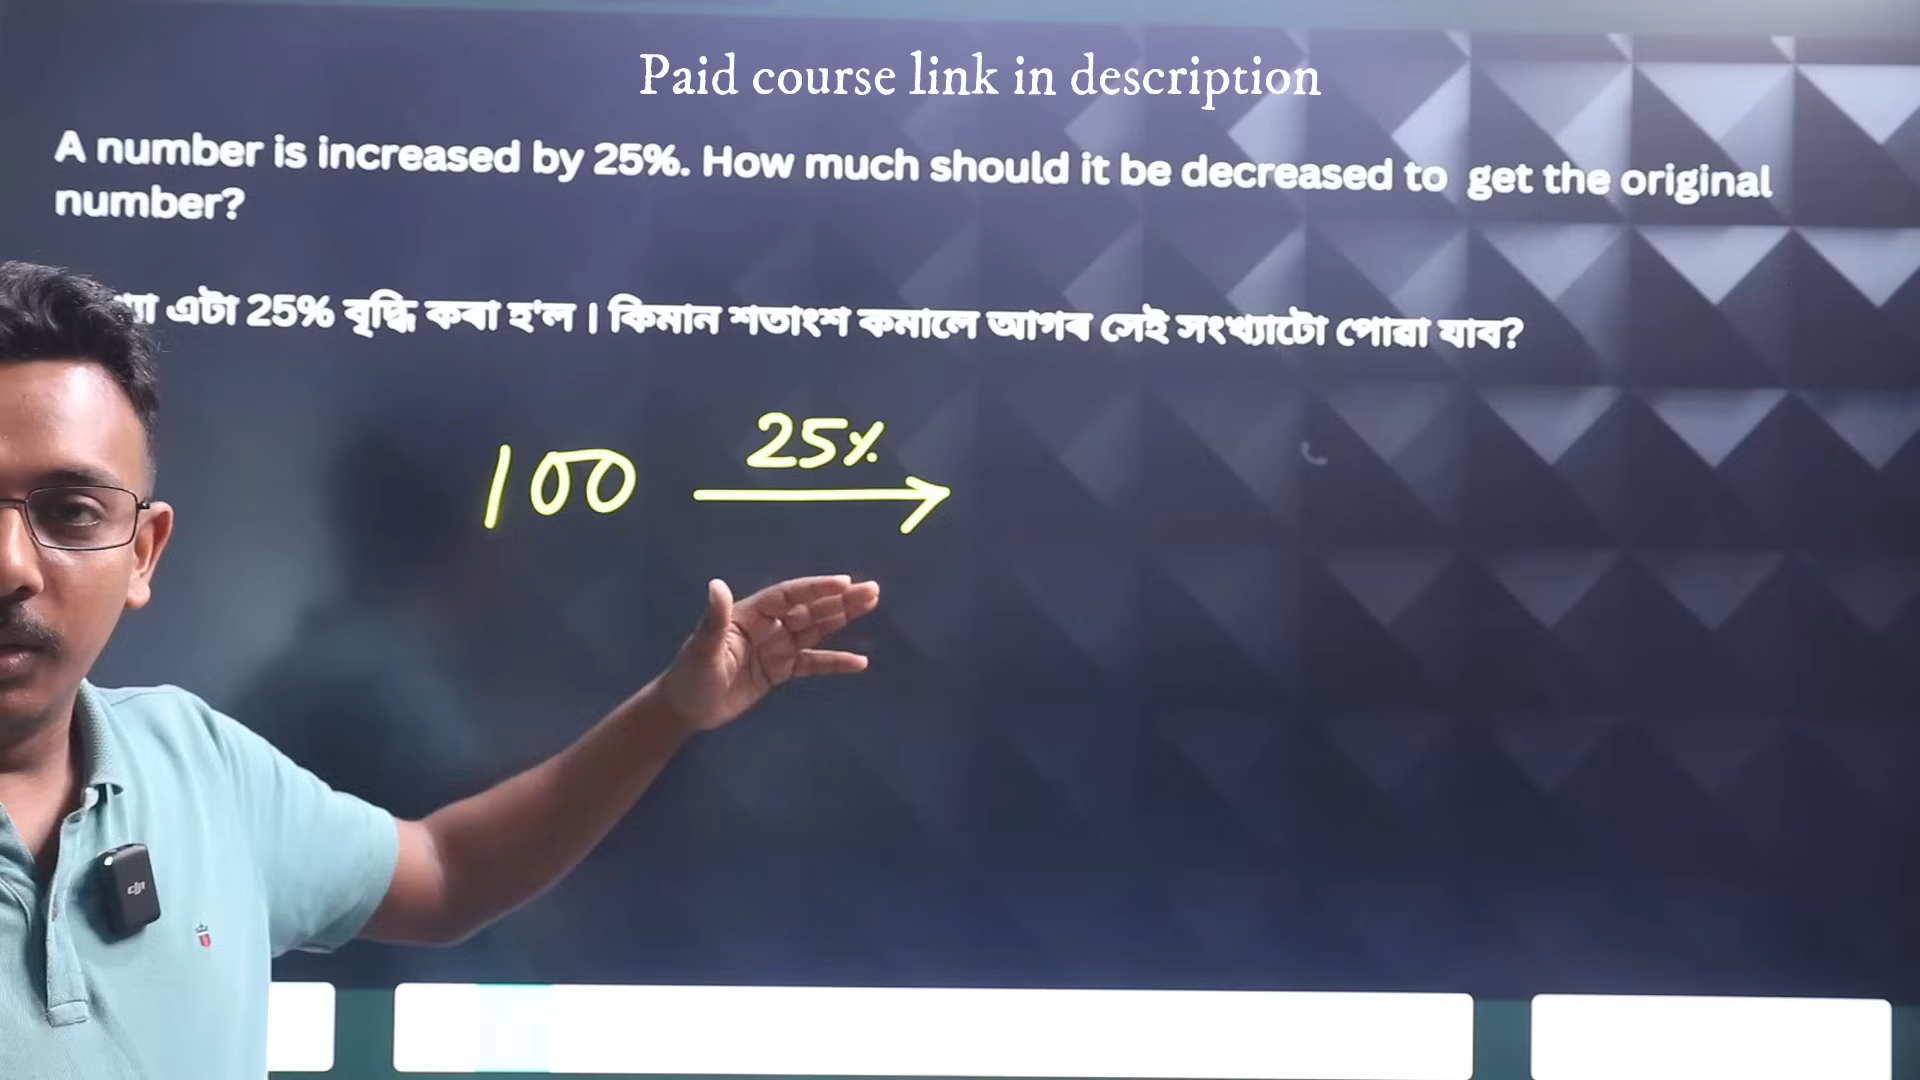 Paid course link in description
A number is increased by 25%. How much should it be decreased to get the original
number?
এটা 25% বৃদ্ধি কৰা হ'ল। কিমান শতাংশ কমালে আগৰ সেই সংখ্যাটো পোৱা যাব?
25%
100
dji